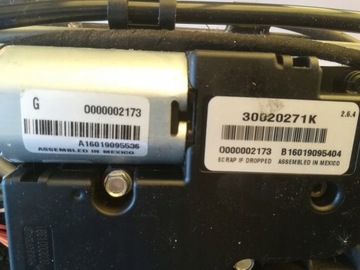 G 0000002173
A16019095536
ASSEMBLED IN MEXICO
30020271K 2.6.4
0000002173 B16019095404
SCRAP IF DROPPED ASSEMBLED IN MEXICO